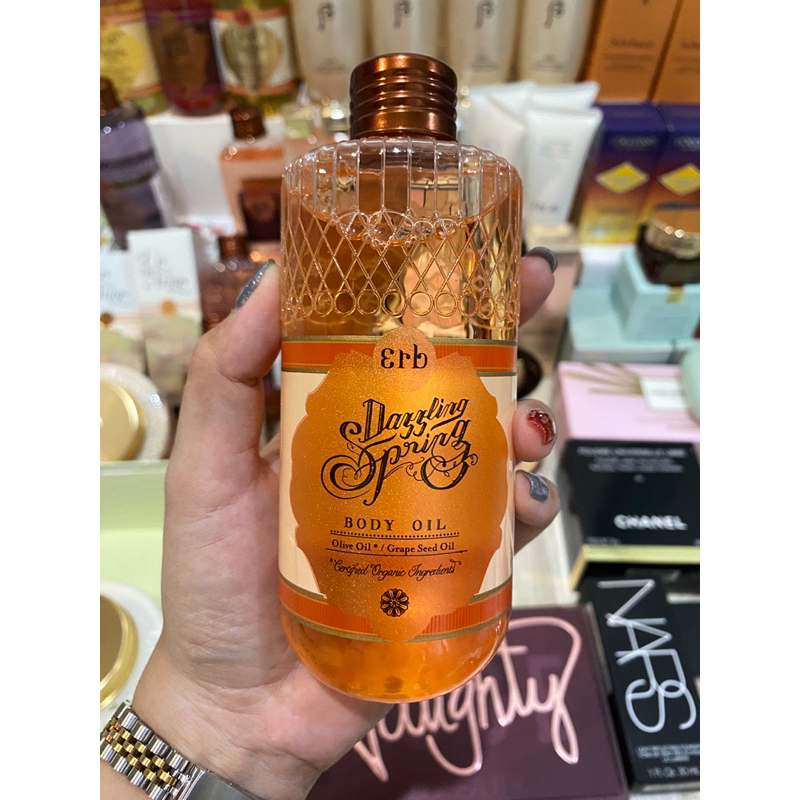 Erb
Dazzling
Spring
BODY OIL
Olive Oil* / Grape Seed Oil
*Certified Organic Ingredients
CHANEL
NARS
Naughty